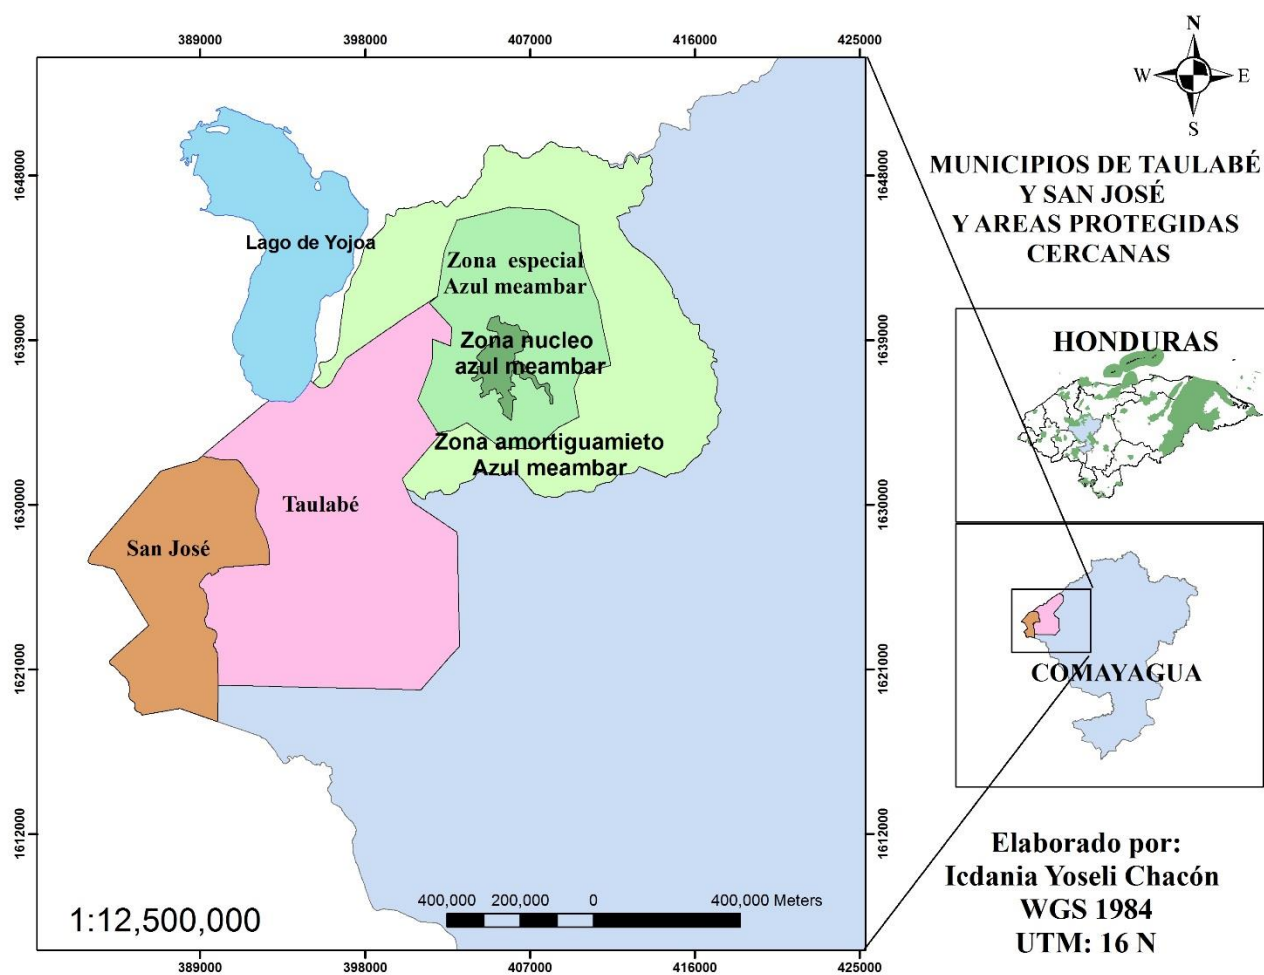 389000
398000
407000
416000
425000
1648000
1639000
1630000
1621000
1612000
Lago de Yojoa
Zona especial
Azul meambar
Zona nucleo
azul meambar
Zona amortiguamieto
Azul meambar
Taulabé
San José
1:12,500,000
400,000 200,000 0 400,000 Meters
1648000
1639000
1630000
1621000
1612000
389000
398000
407000
416000
425000
N
W E
S
MUNICIPIOS DE TAULABÉ
Y SAN JOSÉ
Y AREAS PROTEGIDAS
CERCANAS
HONDURAS
COMAYAGUA
Elaborado por:
Icdania Yoseli Chacón
WGS 1984
UTM: 16 N